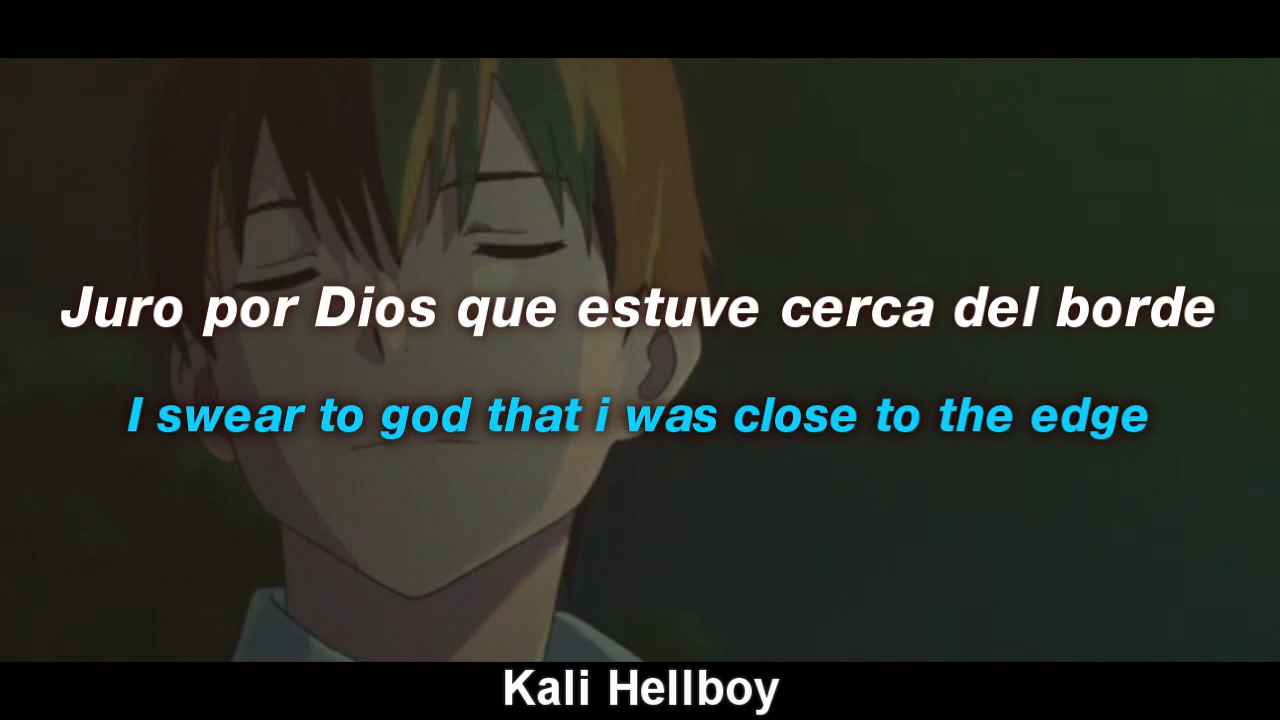 Juro por Dios que estuve cerca del borde
I swear to god that i was close to the edge
Kali Hellboy